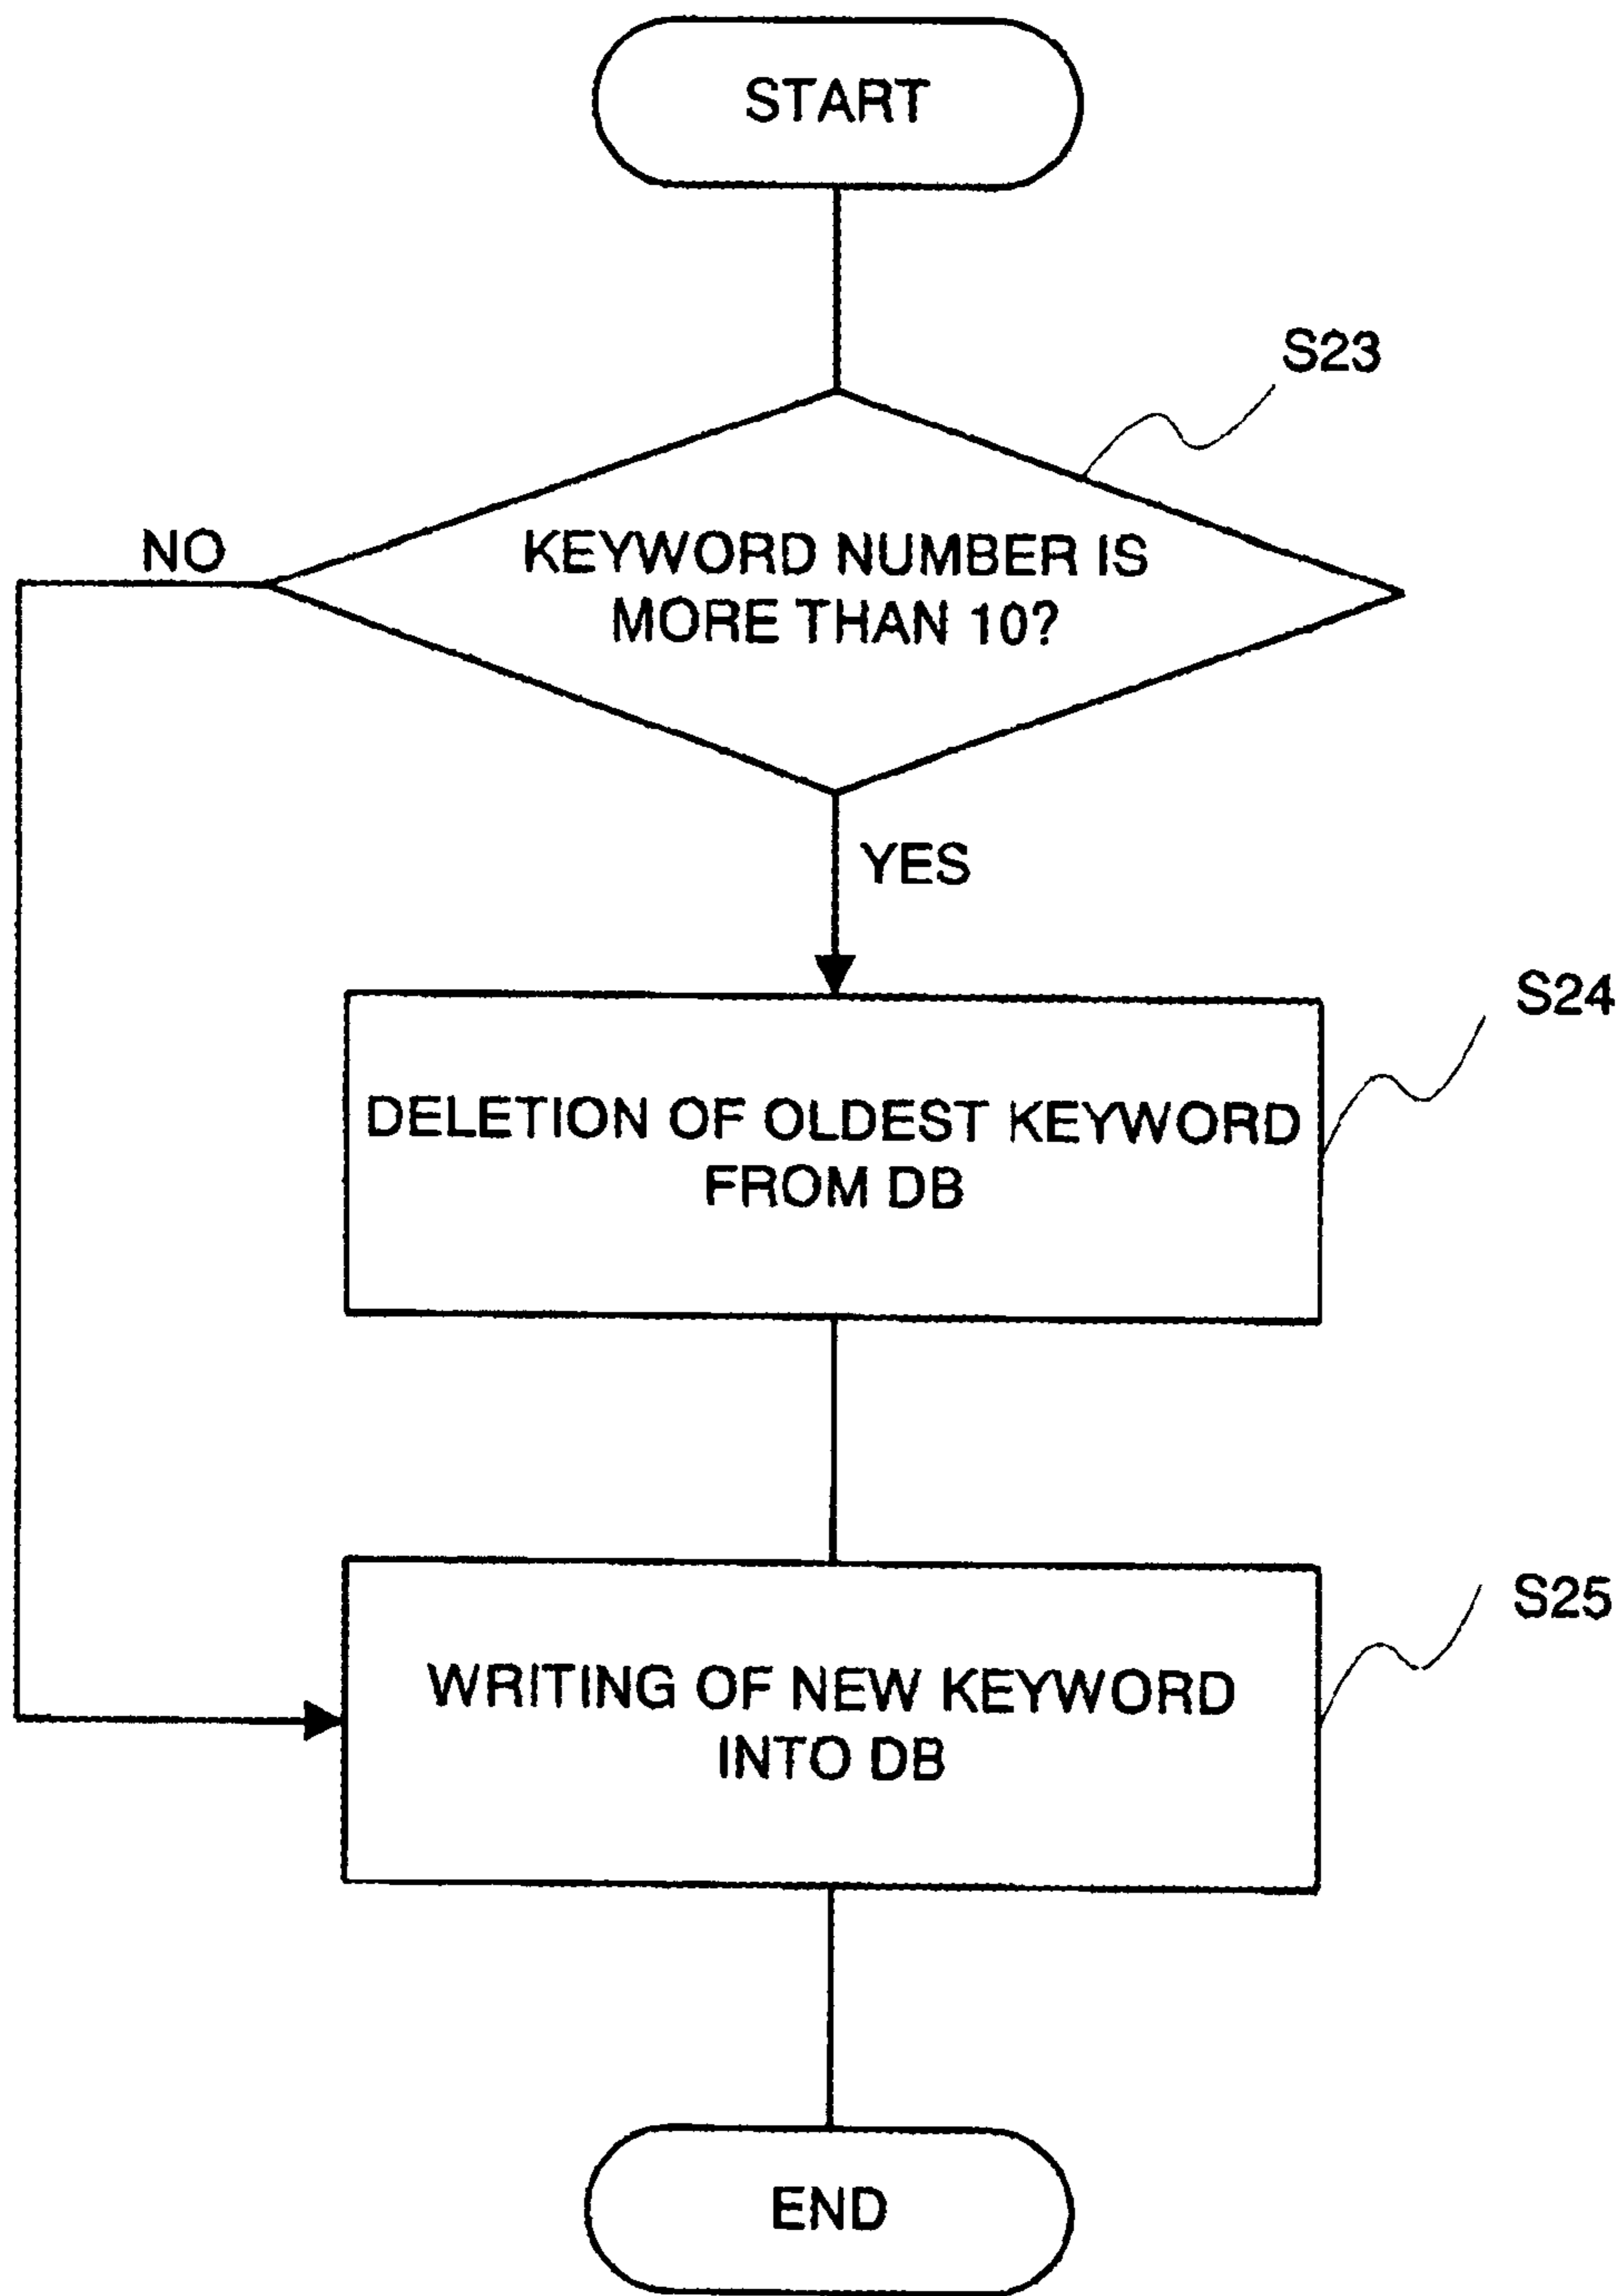 START
S23
NO
KEYWORD NUMBER IS
MORE THAN 10?
YES
S24
DELETION OF OLDEST KEYWORD
FROM DB
S25
WRITING OF NEW KEYWORD
INTO DB
END